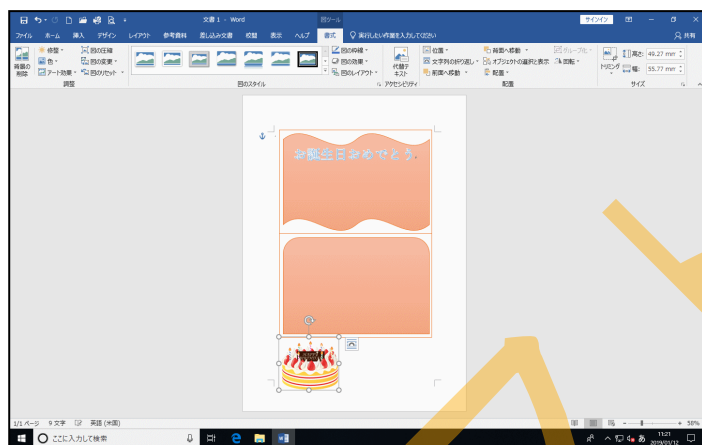 文書 1 - Word
図ツール
サインイン
ファイル ホーム 挿入 デザイン レイアウト 参考資料 差し込み文書 校閲 表示 ヘルプ 書式 実行したい作業を入力してください
共有
背景の削除
修整
色
アート効果
図の圧縮
図の変更
図のリセット
図の枠線
図の効果
図のレイアウト
代替テキスト
位置
文字列の折り返し
前面へ移動
背面へ移動
オブジェクトの選択と表示
配置
グループ化
回転
トリミング
高さ: 49.27 mm
幅: 55.77 mm
調整 図のスタイル アクセシビリティ 配置 サイズ
お誕生日おめでとう
1/1 ページ 9 文字 英語 (米国)
58%
ここに入力して検索
あ
11:21
2019/01/12